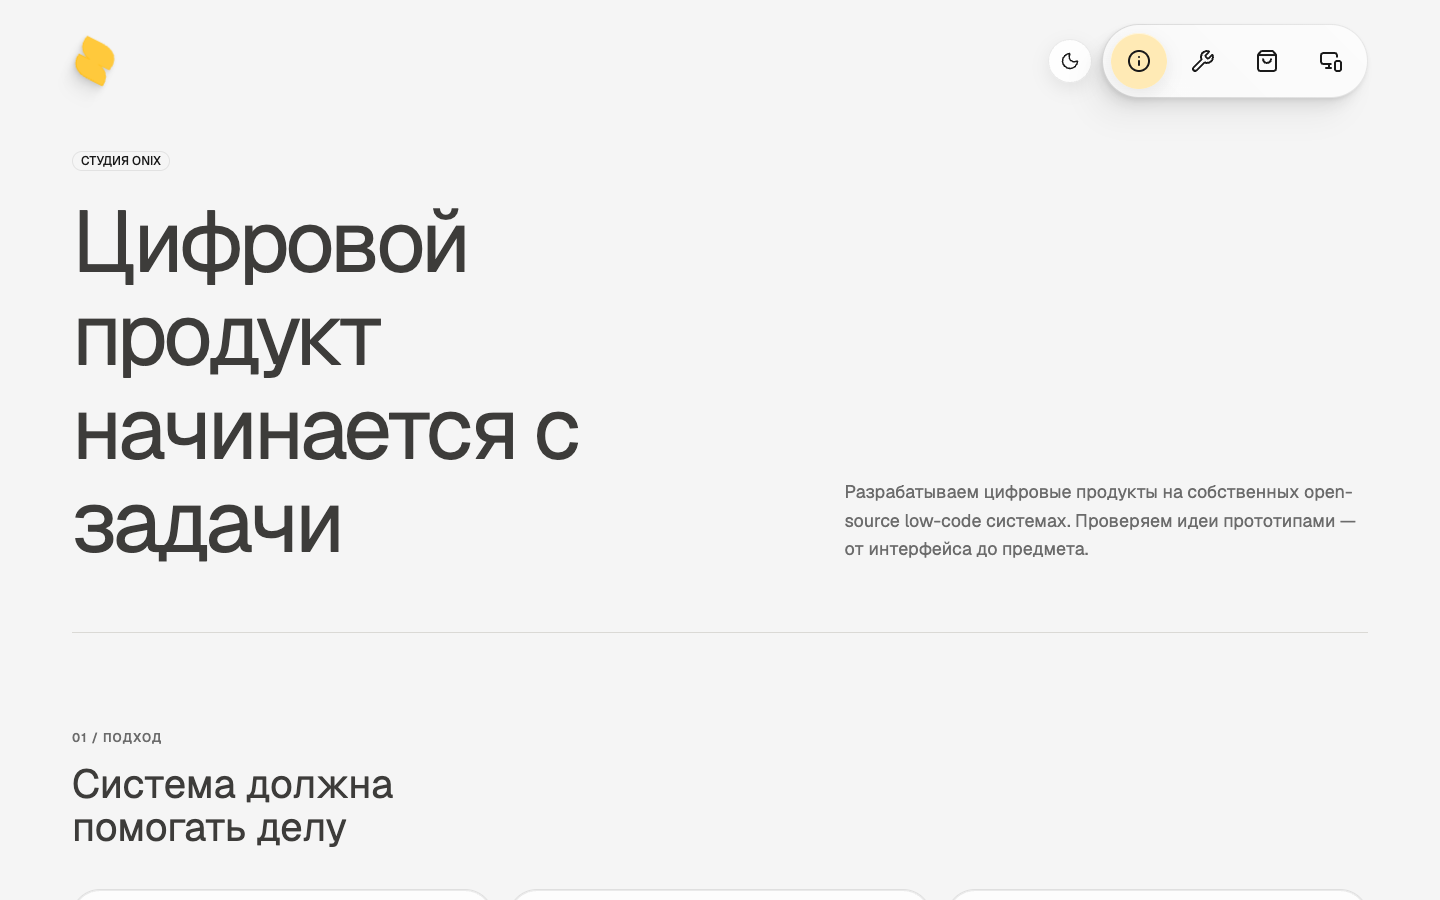 СТУДИЯ ONIX
Цифровой
продукт
начинается с
задачи
Разрабатываем цифровые продукты на собственных open-
source low-code системах. Проверяем идеи прототипами —
от интерфейса до предмета.
01 / ПОДХОД
Система должна
помогать делу